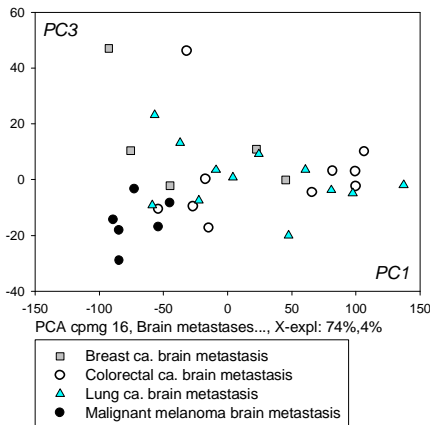 60
PC3
40
20
0
-20
PC1
-40
-150 -100 -50 0 50 100 150
PCA cpmg 16, Brain metastases..., X-expl: 74%,4%
Breast ca. brain metastasis
Colorectal ca. brain metastasis
Lung ca. brain metastasis
Malignant melanoma brain metastasis